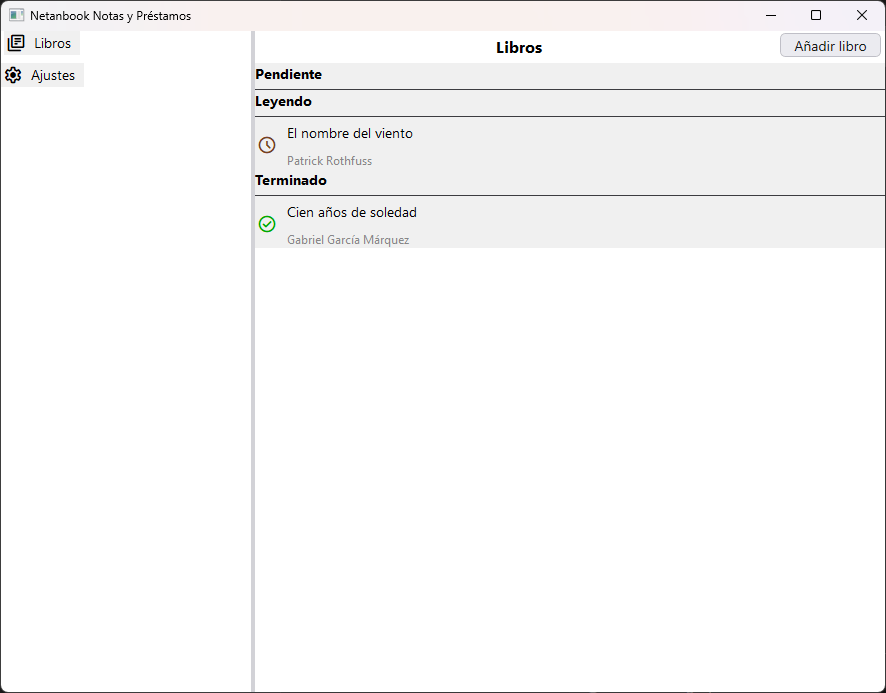 Netanbook Notas y Préstamos
Libros
Ajustes
Libros
Añadir libro
Pendiente
Leyendo
El nombre del viento
Patrick Rothfuss
Terminado
Cien años de soledad
Gabriel García Márquez